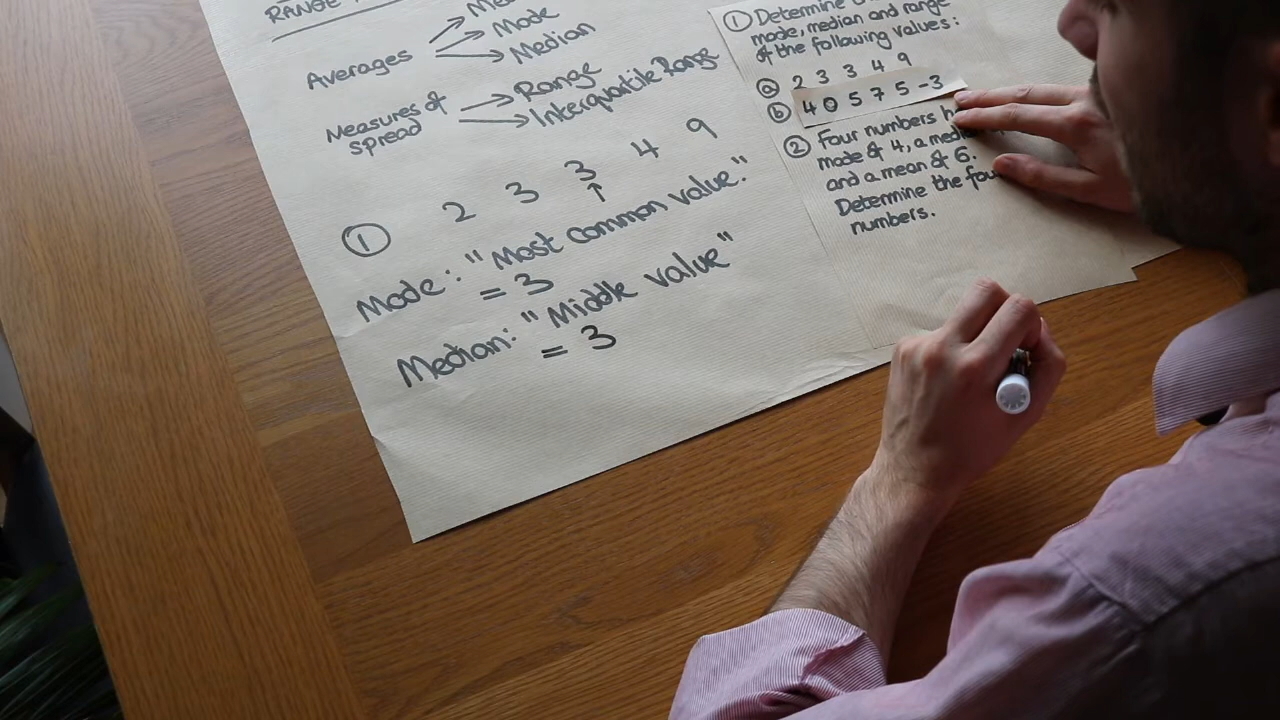 RANGE
Averages
Mode
Median
Measures of
spread
Range
Interquartile Range
① 2 3 3 4 9
↑
Mode: "Most common value."
= 3
Median: "Middle value"
= 3
① Determine
mode, median and range
of the following values:
ⓐ 2 3 3 4 9
ⓑ 4 0 5 7 5 -3
② Four numbers
mode of 4, a
and a mean of 6.
Determine the
numbers.